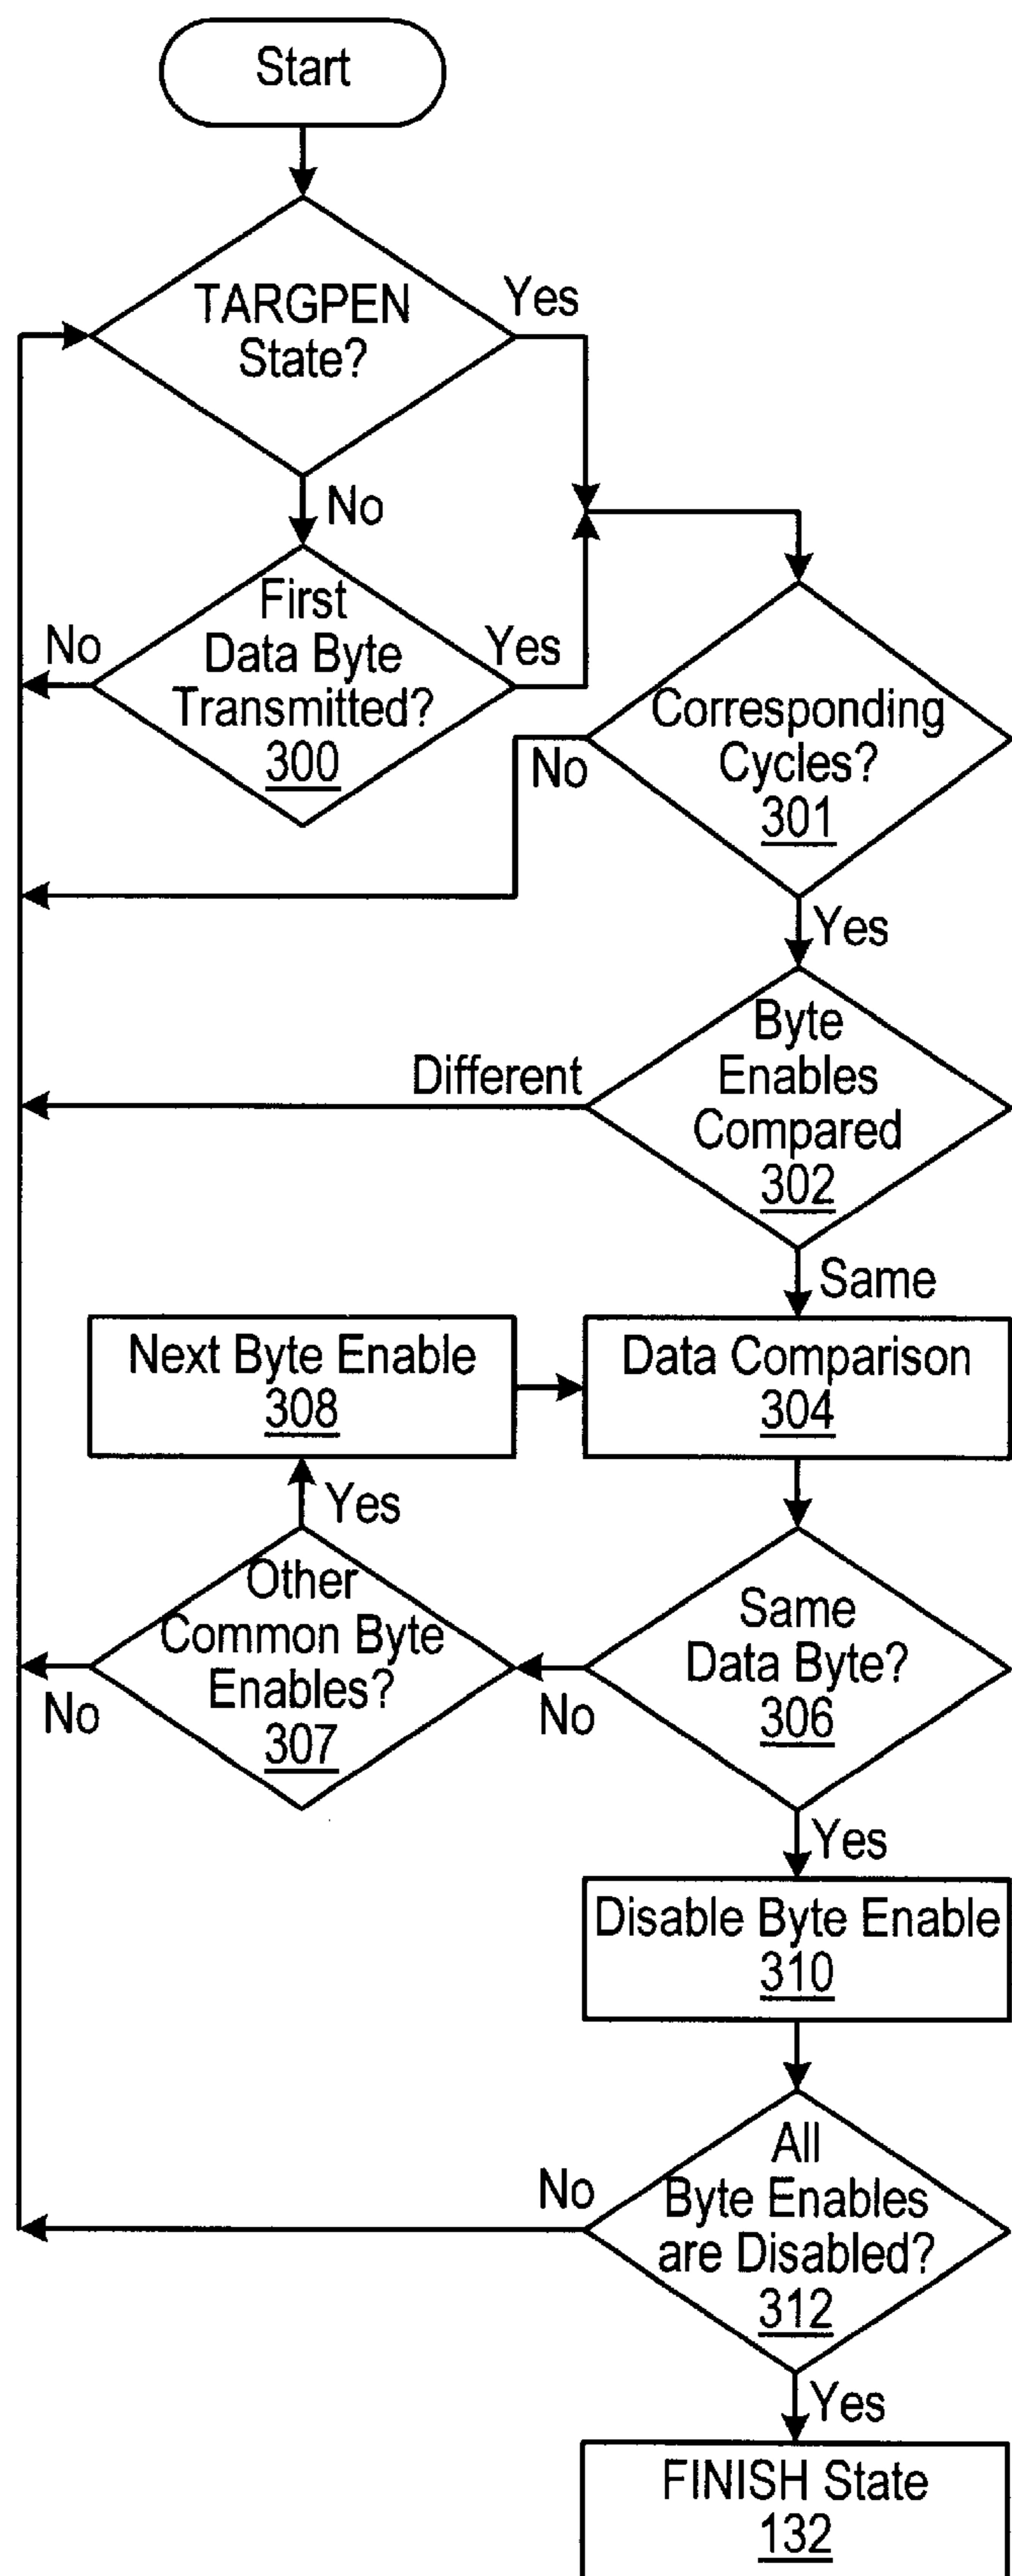 Start
TARGPEN
State?
Yes
No
First
Data Byte
Transmitted?
300
No
Yes
Corresponding
Cycles?
301
No
Yes
Byte
Enables
Compared
302
Different
Same
Next Byte Enable
308
Data Comparison
304
Yes
Other
Common Byte
Enables?
307
No
Same
Data Byte?
306
No
Yes
Disable Byte Enable
310
All
Byte Enables
are Disabled?
312
No
Yes
FINISH State
132